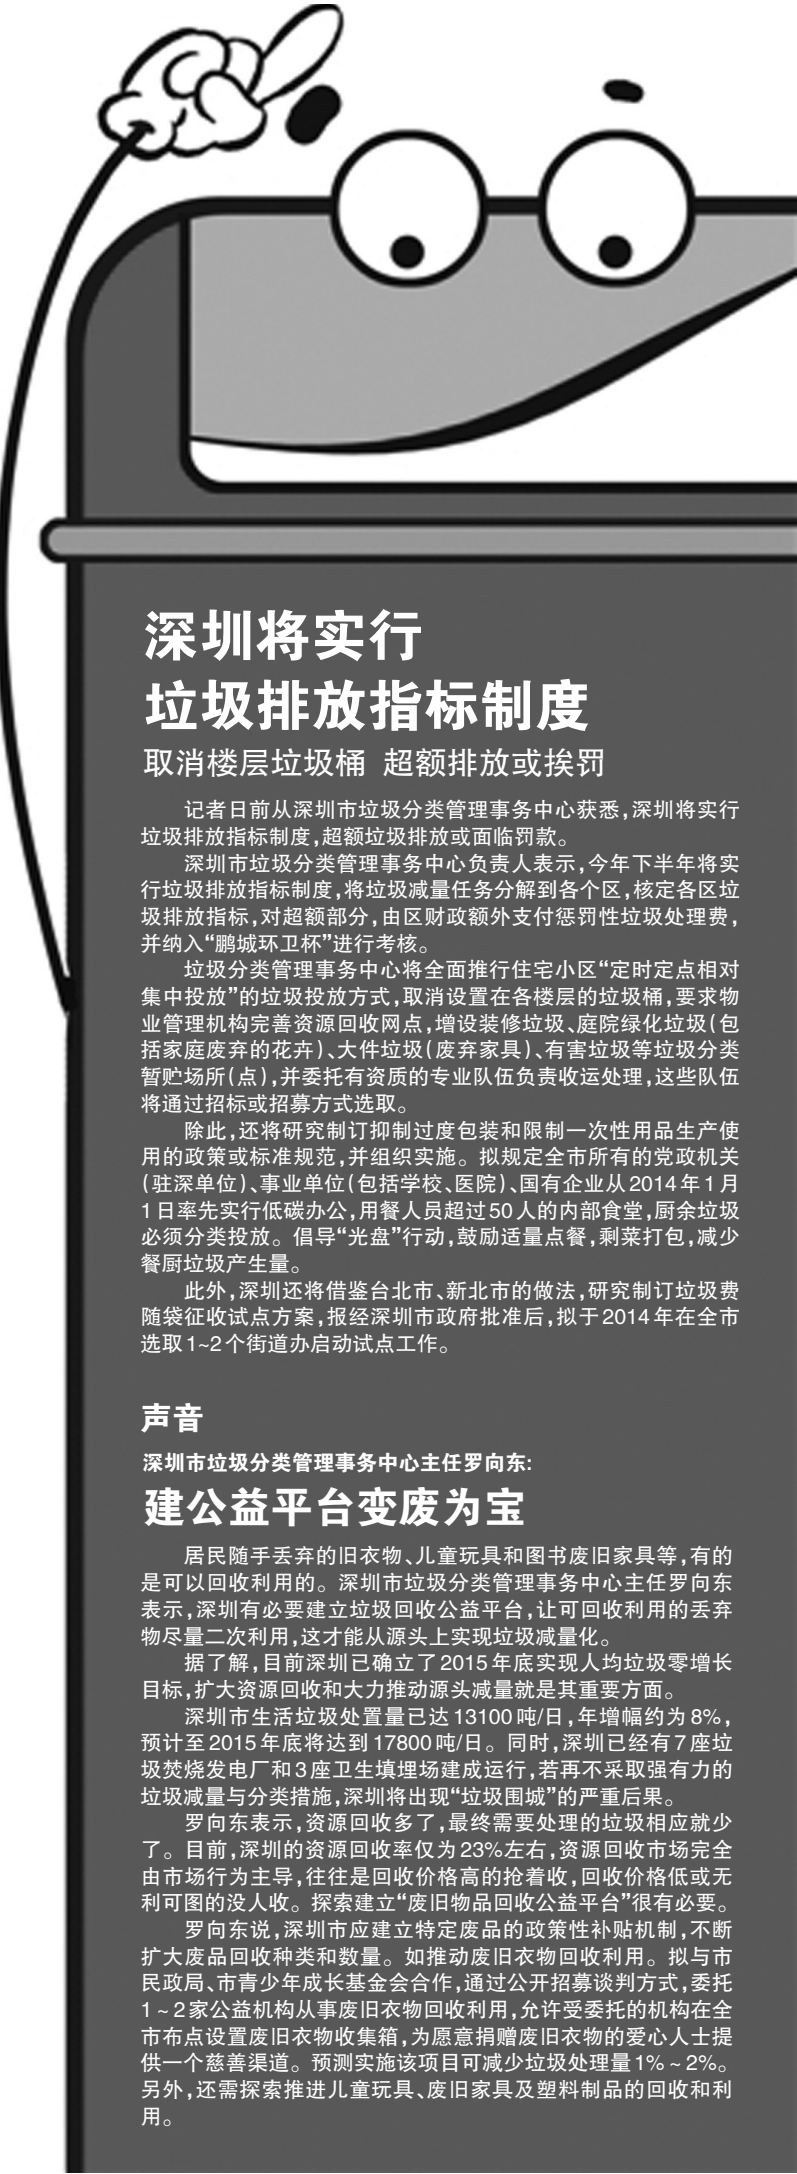 深圳将实行
垃圾排放指标制度
取消楼层垃圾桶 超额排放或挨罚
记者日前从深圳市垃圾分类管理事务中心获悉,深圳将实行
垃圾排放指标制度,超额垃圾排放或面临罚款。
深圳市垃圾分类管理事务中心负责人表示,今年下半年将实
行垃圾排放指标制度,将垃圾减量任务分解到各个区,核定各区垃
圾排放指标,对超额部分,由区财政额外支付惩罚性垃圾处理费,
并纳入“鹏城环卫杯”进行考核。
垃圾分类管理事务中心将全面推行住宅小区“定时定点相对
集中投放”的垃圾投放方式,取消设置在各楼层的垃圾桶,要求物
业管理机构完善资源回收网点,增设装修垃圾、庭院绿化垃圾(包
括家庭废弃的花卉)、大件垃圾(废弃家具)、有害垃圾等垃圾分类
暂贮场所(点),并委托有资质的专业队伍负责收运处理,这些队伍
将通过招标或招募方式选取。
除此,还将研究制订抑制过度包装和限制一次性用品生产使
用的政策或标准规范,并组织实施。拟规定全市所有的党政机关
(驻深单位)、事业单位(包括学校、医院)、国有企业从2014年1月
1日率先实行低碳办公,用餐人员超过50人的内部食堂,厨余垃圾
必须分类投放。倡导“光盘”行动,鼓励适量点餐,剩菜打包,减少
餐厨垃圾产生量。
此外,深圳还将借鉴台北市、新北市的做法,研究制订垃圾费
随袋征收试点方案,报经深圳市政府批准后,拟于2014年在全市
选取1~2个街道办启动试点工作。
声音
深圳市垃圾分类管理事务中心主任罗向东:
建公益平台变废为宝
居民随手丢弃的旧衣物、儿童玩具和图书废旧家具等,有的
是可以回收利用的。深圳市垃圾分类管理事务中心主任罗向东
表示,深圳有必要建立垃圾回收公益平台,让可回收利用的丢弃
物尽量二次利用,这才能从源头上实现垃圾减量化。
据了解,目前深圳已确立了2015年底实现人均垃圾零增长
目标,扩大资源回收和大力推动源头减量就是其重要方面。
深圳市生活垃圾处置量已达13100吨/日,年增幅约为8%,
预计至2015年底将达到17800吨/日。同时,深圳已经有7座垃
圾焚烧发电厂和3座卫生填埋场建成运行,若再不采取强有力的
垃圾减量与分类措施,深圳将出现“垃圾围城”的严重后果。
罗向东表示,资源回收多了,最终需要处理的垃圾相应就少
了。目前,深圳的资源回收率仅为23%左右,资源回收市场完全
由市场行为主导,往往是回收价格高的抢着收,回收价格低或无
利可图的没人收。探索建立“废旧物品回收公益平台”很有必要。
罗向东说,深圳市应建立特定废品的政策性补贴机制,不断
扩大废品回收种类和数量。如推动废旧衣物回收利用。拟与市
民政局、市青少年成长基金会合作,通过公开招募谈判方式,委托
1~2家公益机构从事废旧衣物回收利用,允许受委托的机构在全
市布点设置废旧衣物收集箱,为愿意捐赠废旧衣物的爱心人士提
供一个慈善渠道。预测实施该项目可减少垃圾处理量1%~2%。
另外,还需探索推进儿童玩具、废旧家具及塑料制品的回收和利
用。